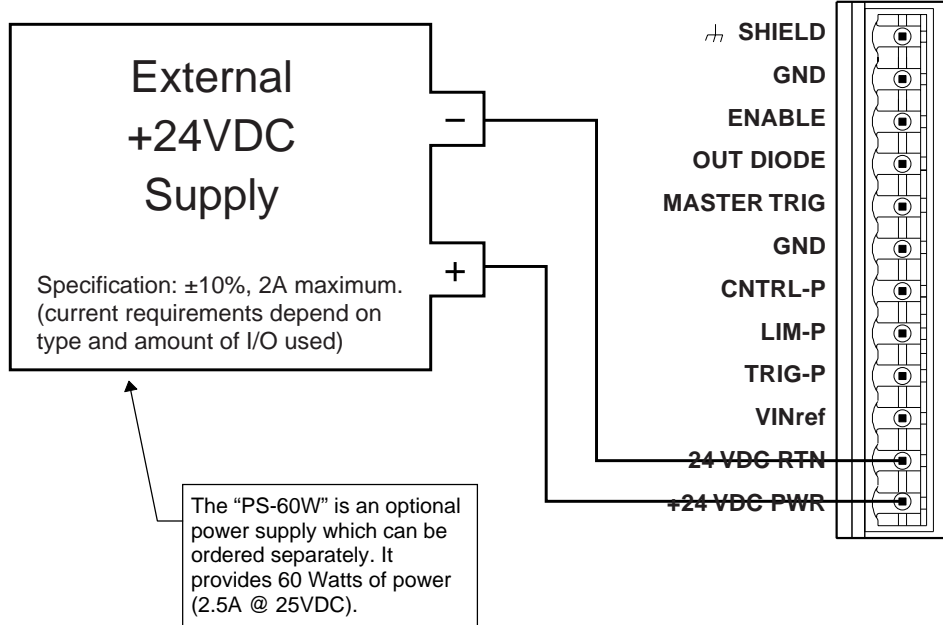 External
+24VDC
Supply
Specification: ±10%, 2A maximum.
(current requirements depend on
type and amount of I/O used)
−
+
The “PS-60W” is an optional
power supply which can be
ordered separately. It
provides 60 Watts of power
(2.5A @ 25VDC).
SHIELD
GND
ENABLE
OUT DIODE
MASTER TRIG
GND
CNTRL-P
LIM-P
TRIG-P
VINref
24 VDC RTN
+24 VDC PWR